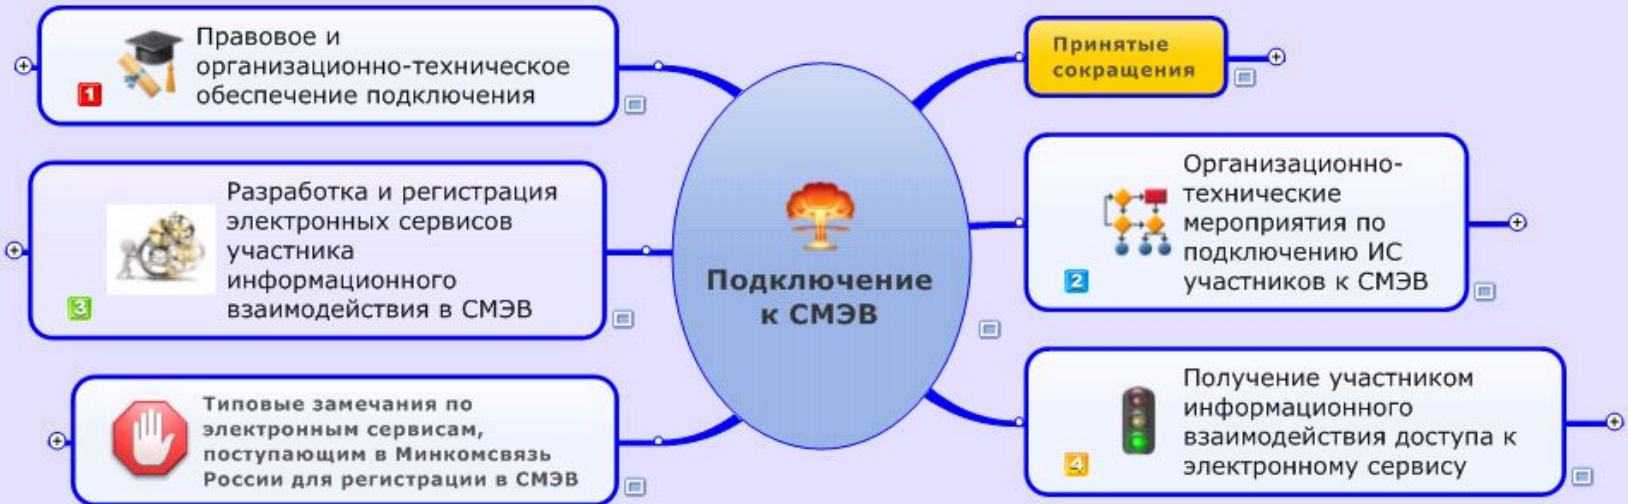 Правовое и
организационно-техническое
обеспечение подключения
1
Принятые
сокращения
Разработка и регистрация
электронных сервисов
участника
информационного
взаимодействия в СМЭВ
3
Подключение
к СМЭВ
Организационно-
технические
мероприятия по
подключению ИС
участников к СМЭВ
2
Типовые замечания по
электронным сервисам,
поступающим в Минкомсвязь
России для регистрации в СМЭВ
Получение участником
информационного
взаимодействия доступа к
электронному сервису
4